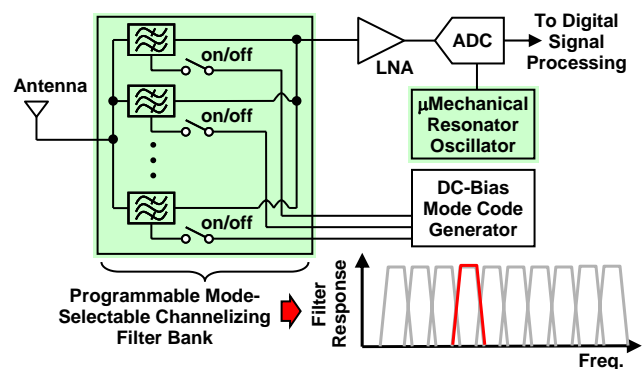 Antenna
on/off
on/off
on/off
LNA
ADC
To Digital
Signal
Processing
μMechanical
Resonator
Oscillator
DC-Bias
Mode Code
Generator
Programmable Mode-
Selectable Channelizing
Filter Bank
Filter
Response
Freq.